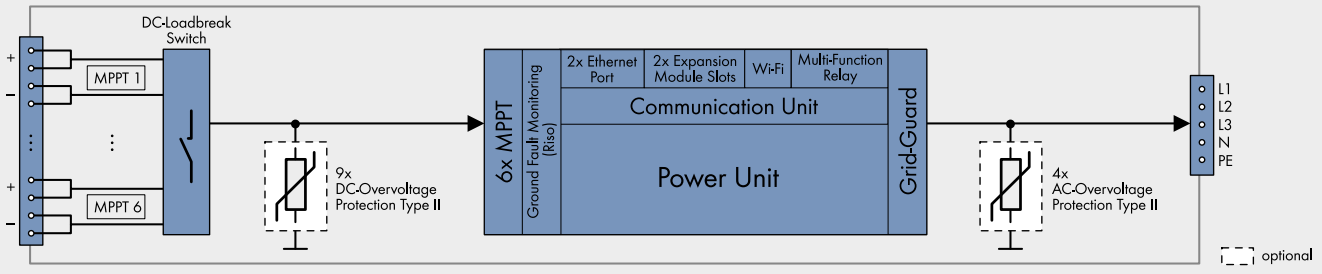 DC-Loadbreak
Switch
+
MPPT 1
–
...
...
+
MPPT 6
–
9x
DC-Overvoltage
Protection Type II
6x MPPT
Ground Fault Monitoring
(Riso)
2x Ethernet
Port
2x Expansion
Module Slots
Wi-Fi
Multi-Function
Relay
Communication Unit
Power Unit
Grid-Guard
4x
AC-Overvoltage
Protection Type II
L1
L2
L3
N
PE
optional